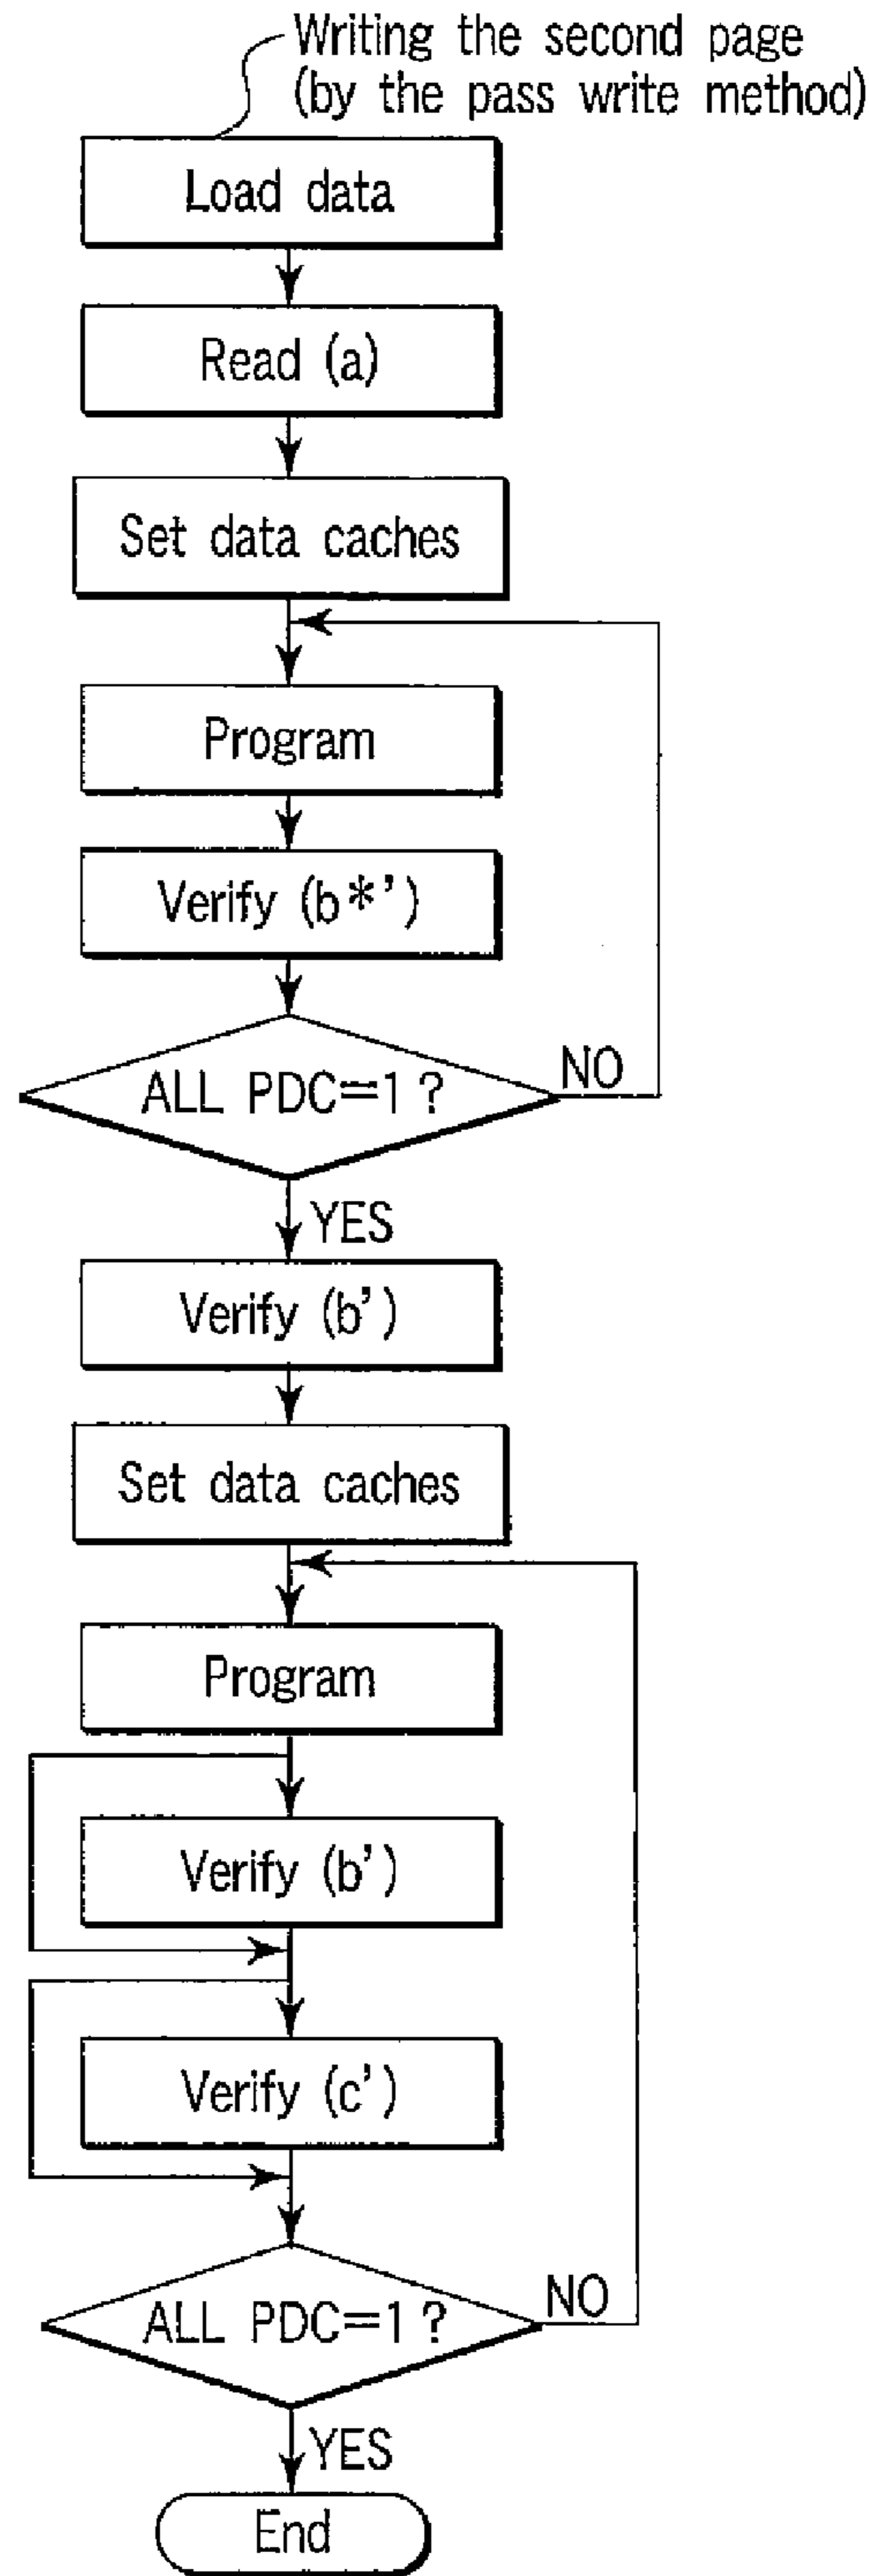 Writing the second page
(by the pass write method)
Load data
Read (a)
Set data caches
Program
Verify (b*')
ALL PDC=1?
NO
YES
Verify (b')
Set data caches
Program
Verify (b')
Verify (c')
ALL PDC=1?
NO
YES
End